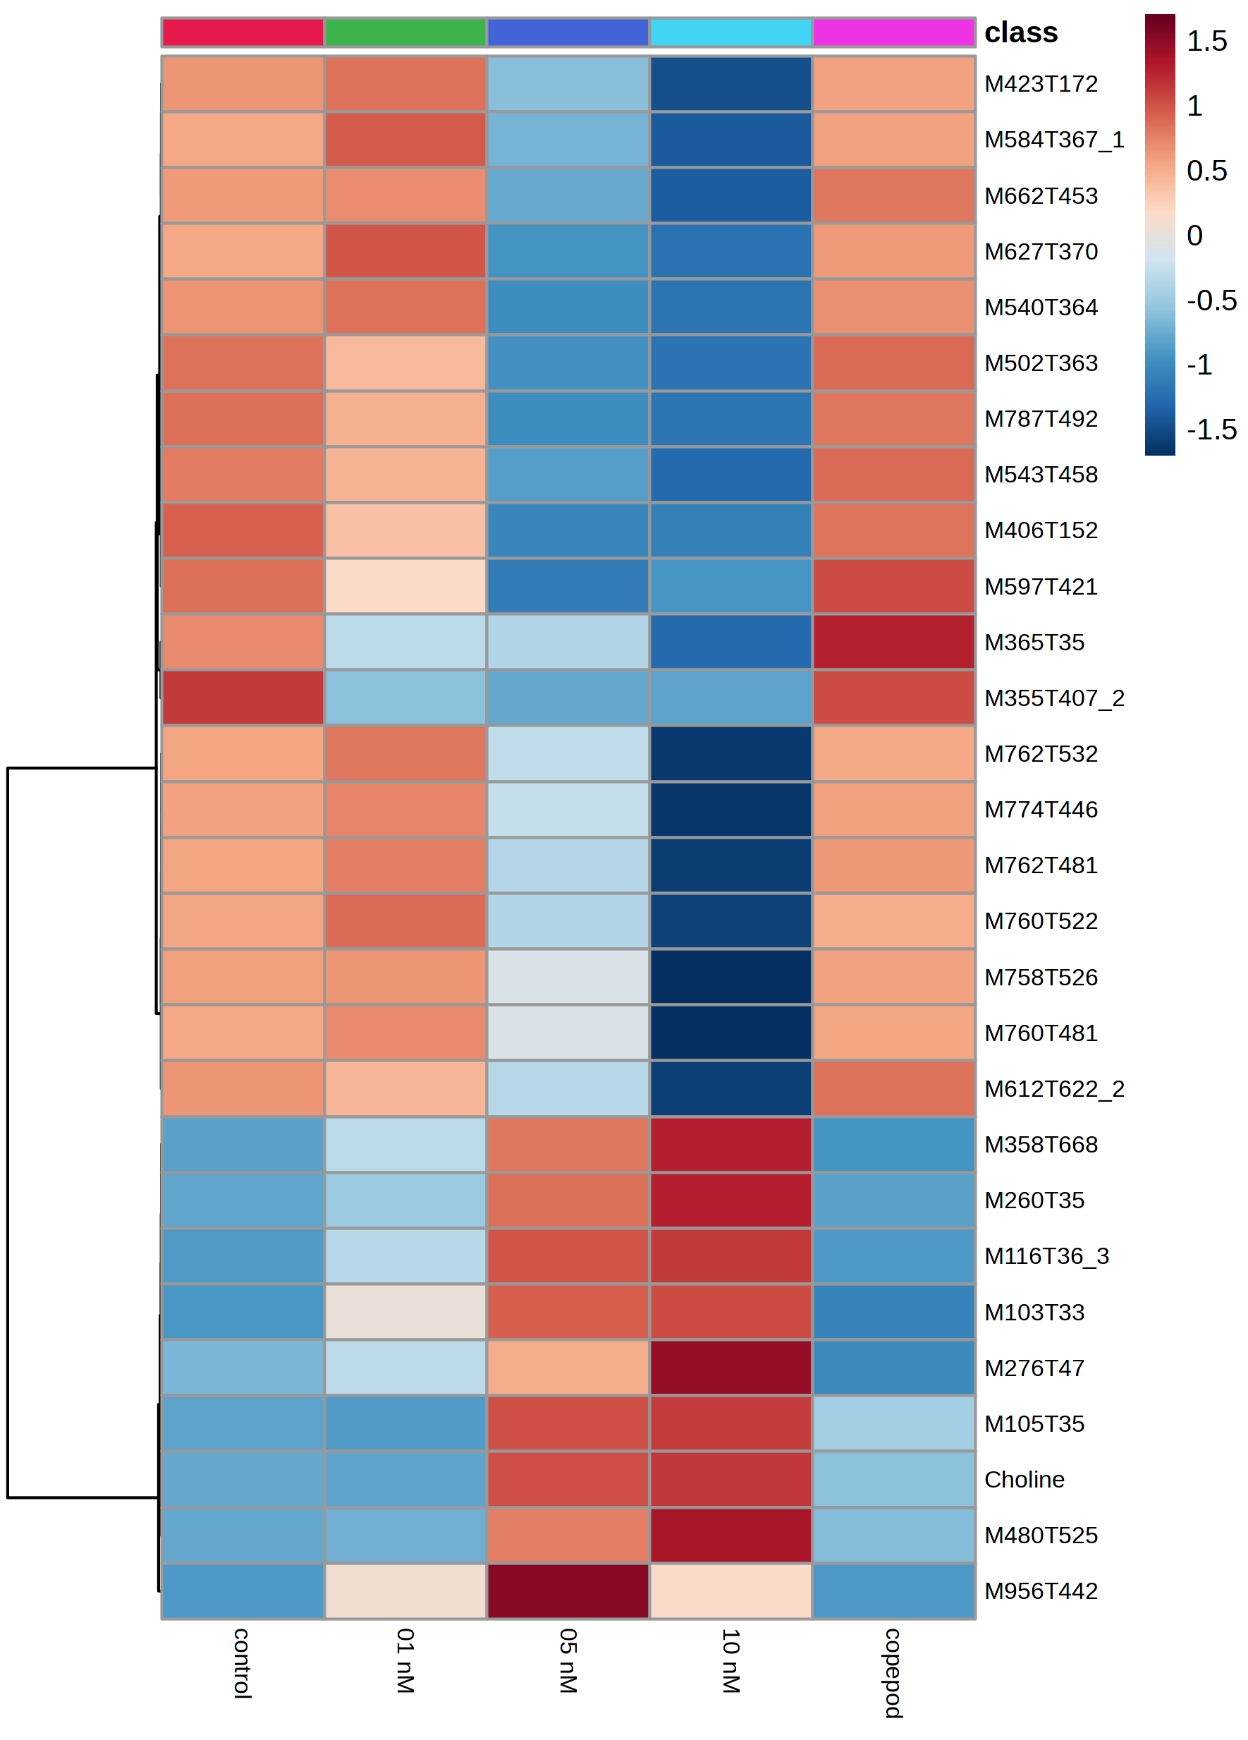 class
M423T172
M584T367_1
M662T453
M627T370
M540T364
M502T363
M787T492
M543T458
M406T152
M597T421
M365T35
M355T407_2
M762T532
M774T446
M762T481
M760T522
M758T526
M760T481
M612T622_2
M358T668
M260T35
M116T36_3
M103T33
M276T47
M105T35
Choline
M480T525
M956T442
control
01 nM
05 nM
10 nM
copepod
1.5
1
0.5
0
-0.5
-1
-1.5